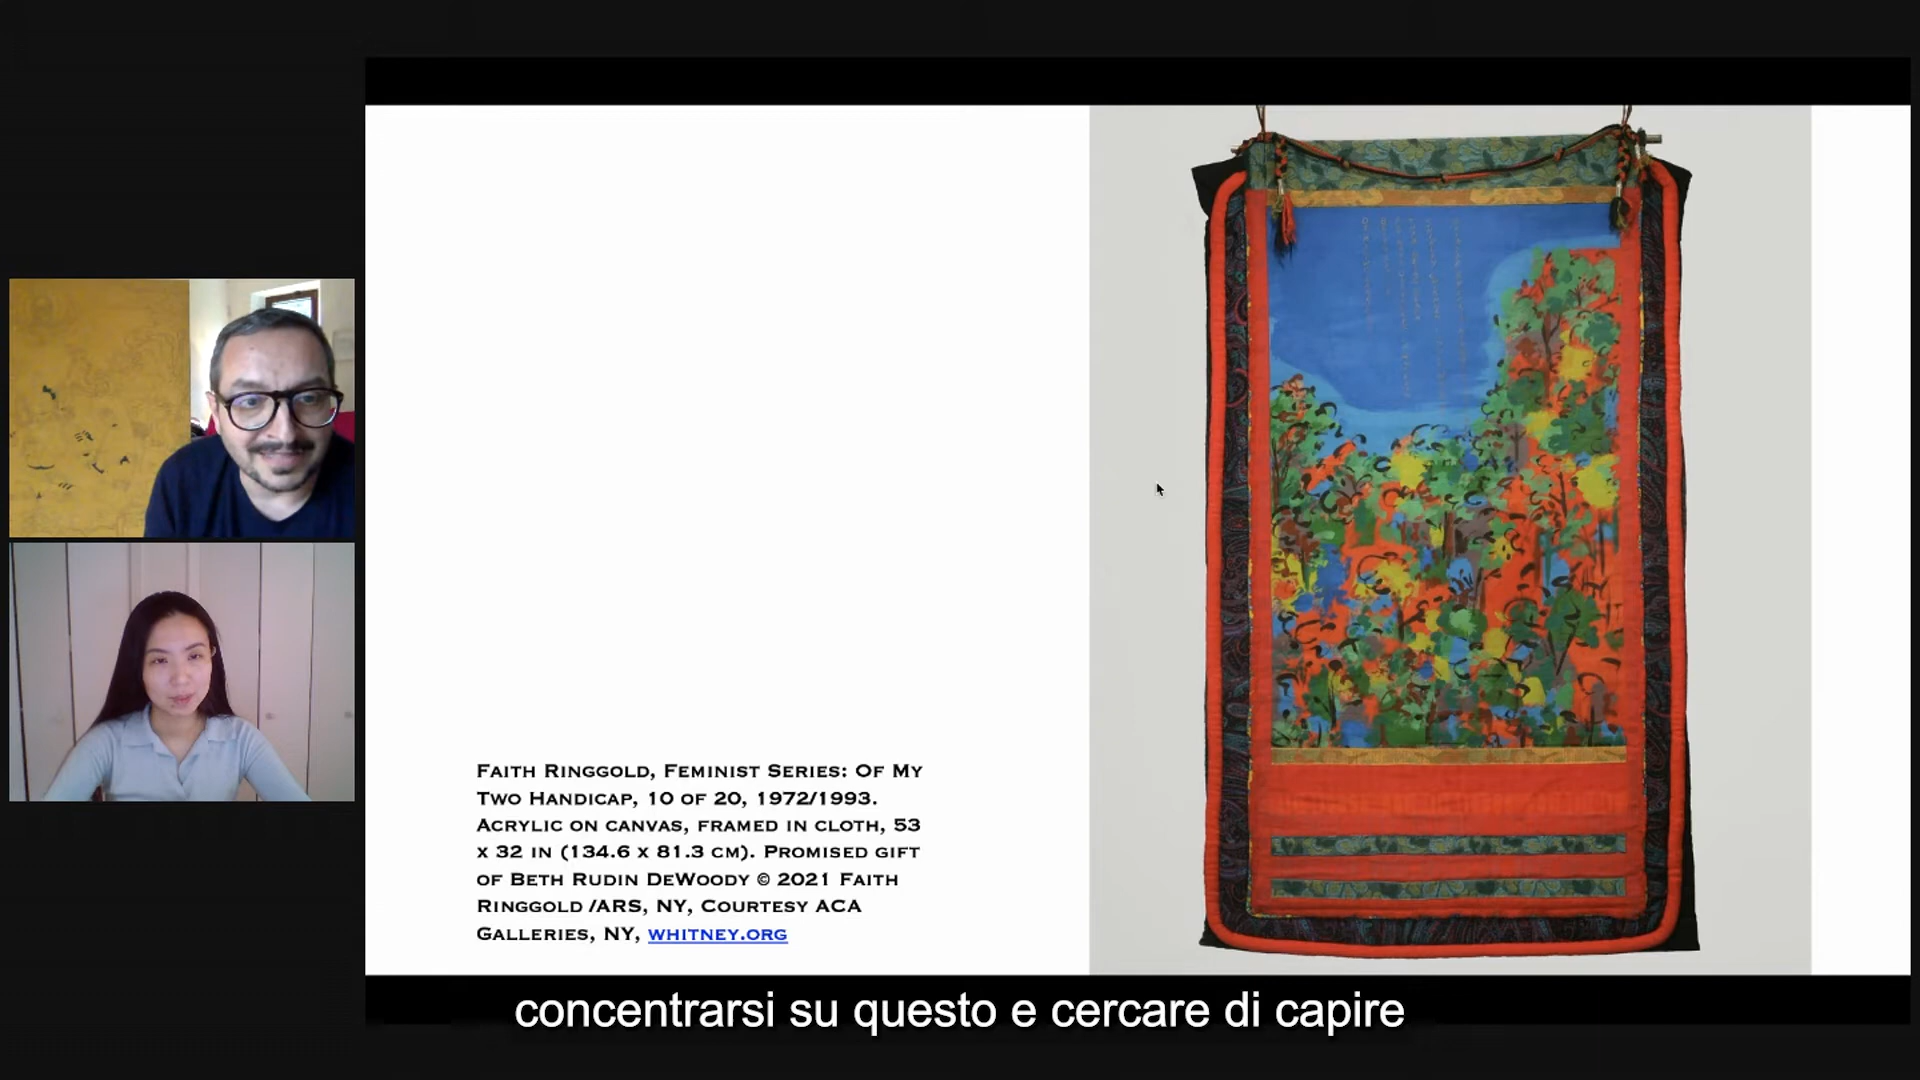 Faith Ringgold, Feminist Series: Of My
Two Handicap, 10 of 20, 1972/1993.
Acrylic on canvas, framed in cloth, 53
x 32 in (134.6 x 81.3 cm). Promised gift
of Beth Rudin DeWoody © 2021 Faith
Ringgold /ARS, NY, Courtesy ACA
Galleries, NY, whitney.org
concentrarsi su questo e cercare di capire